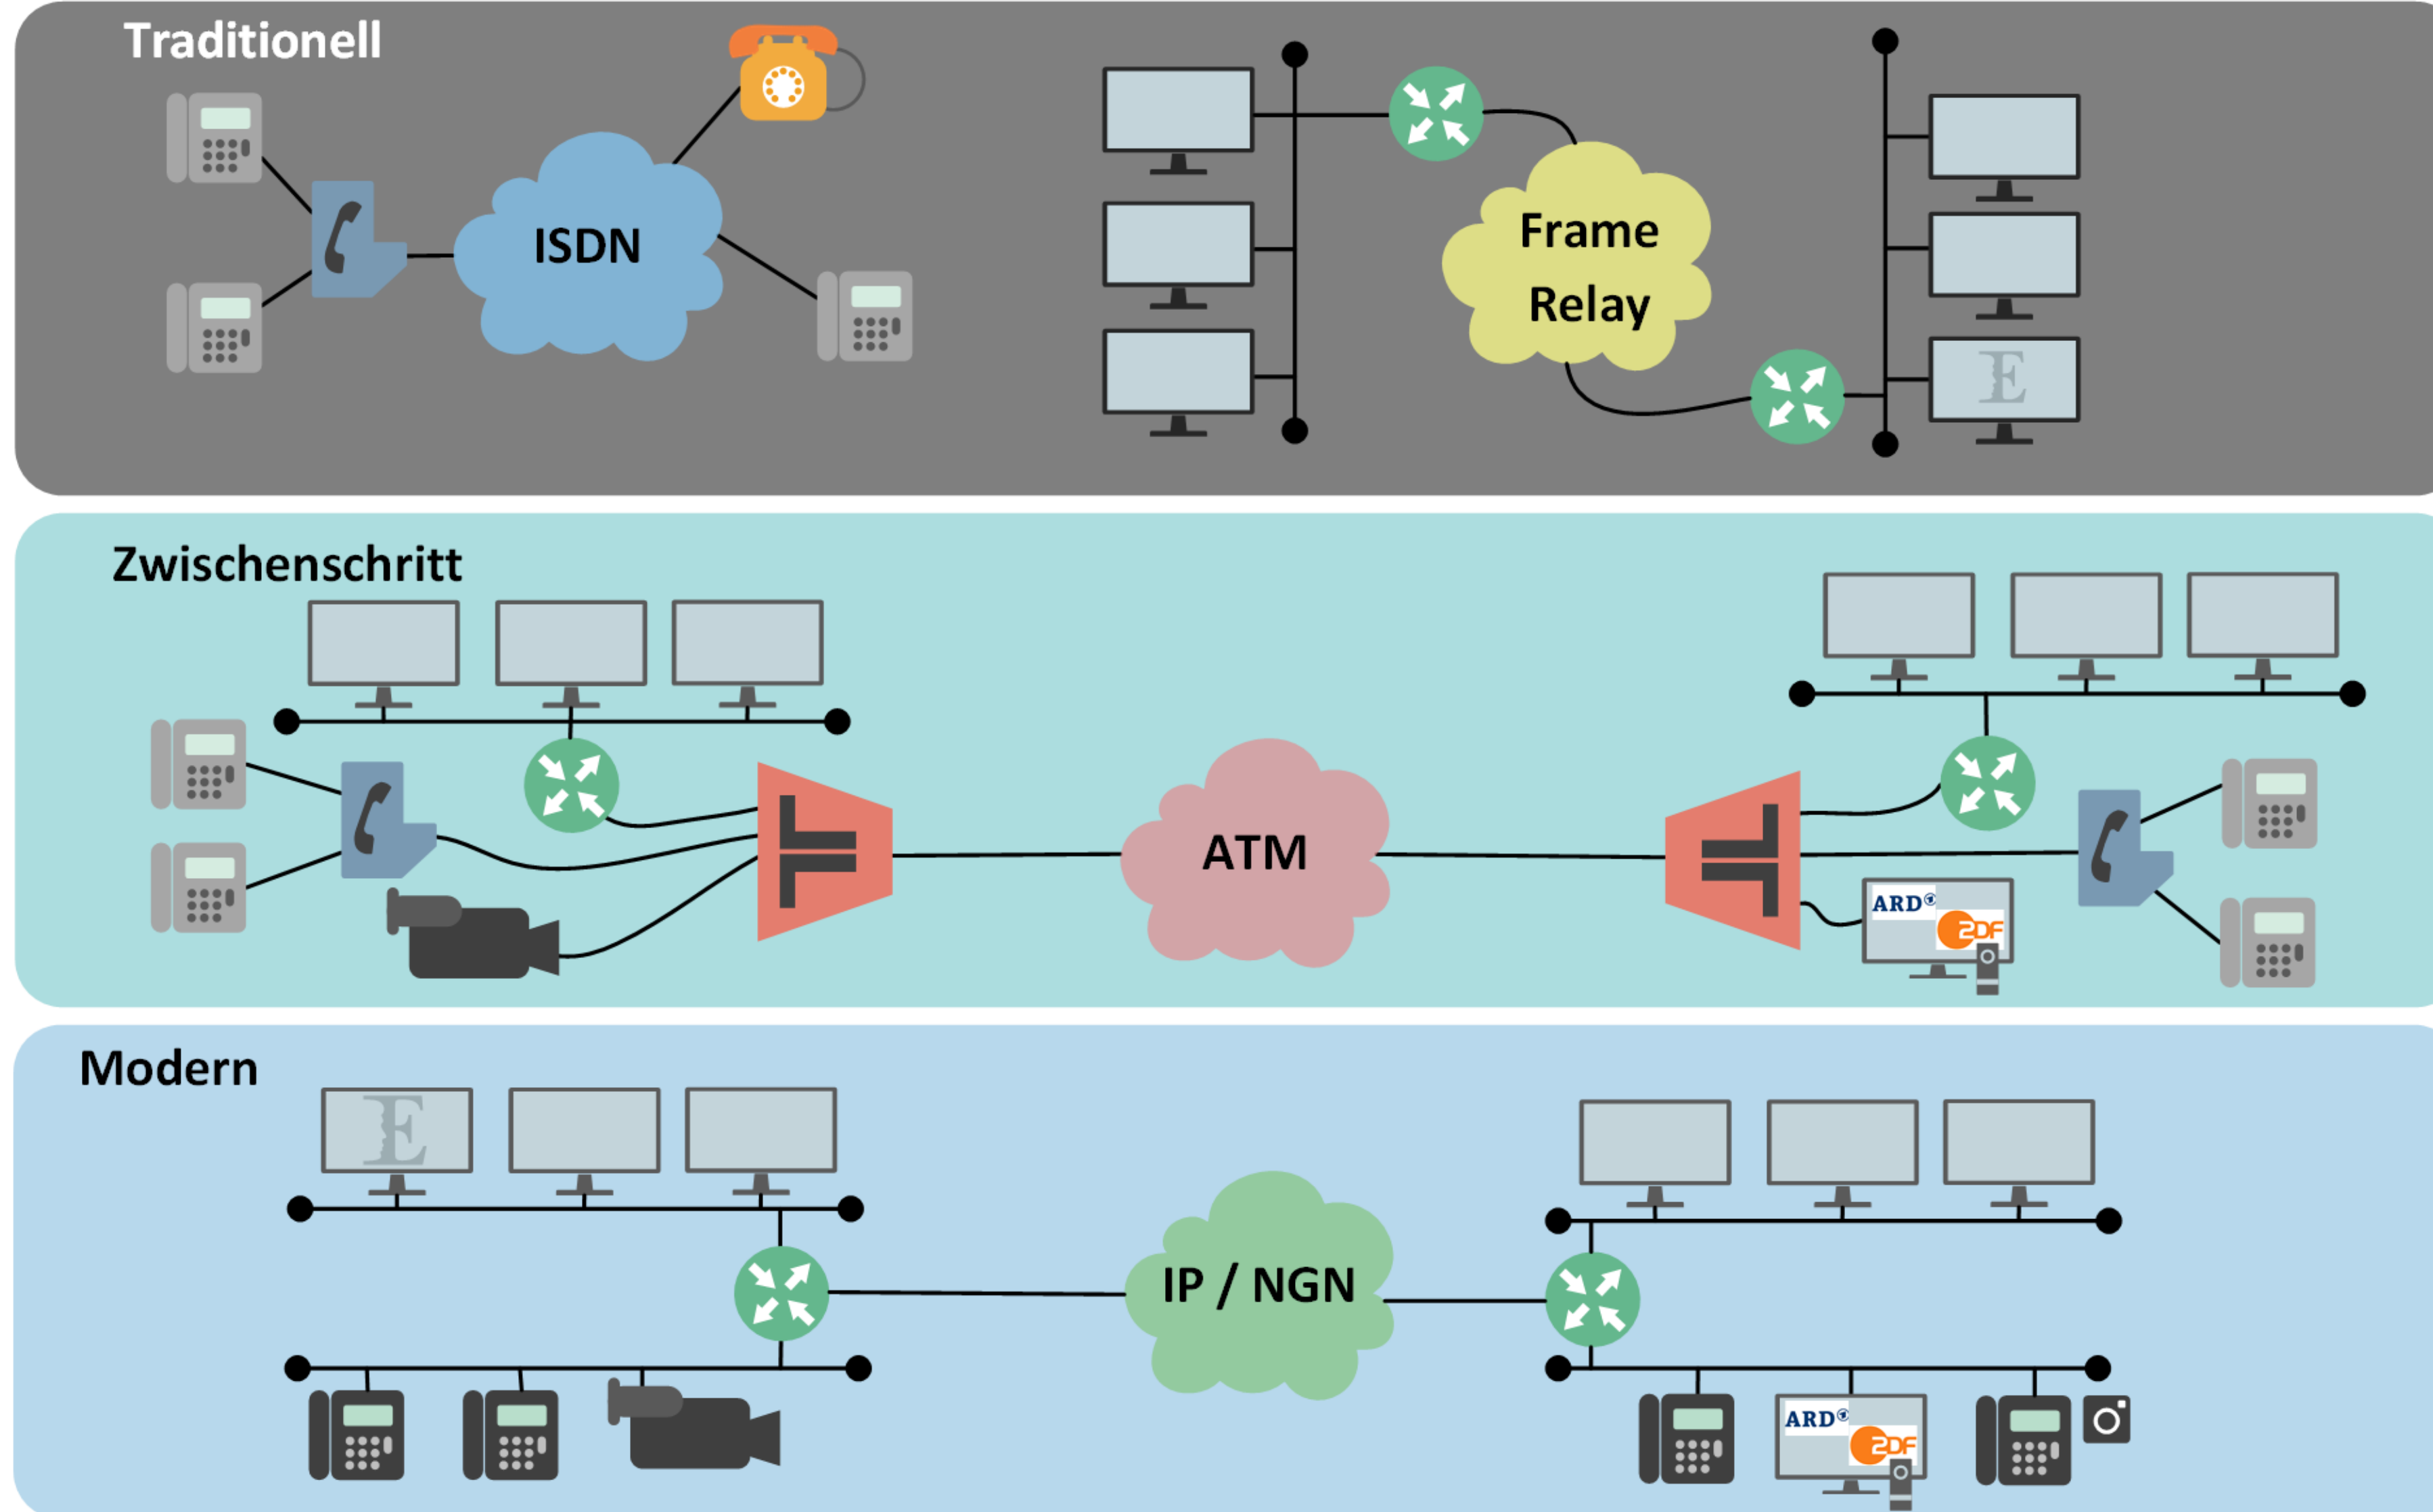 Traditionell
ISDN
Frame
Relay
E
Zwischenschritt
ATM
ARD
ZDF
Modern
E
IP / NGN
ARD
ZDF